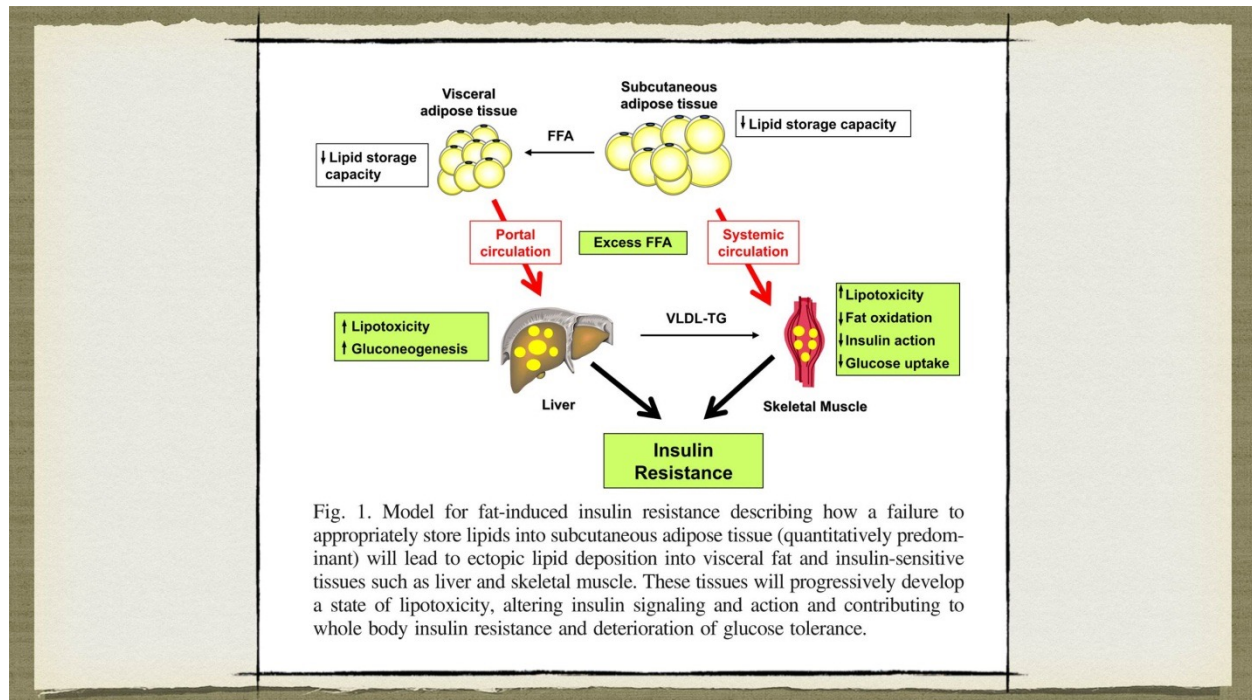 Visceral
adipose tissue
Subcutaneous
adipose tissue
↓ Lipid storage capacity
FFA
↓ Lipid storage
capacity
Portal
circulation
Excess FFA
Systemic
circulation
↑ Lipotoxicity
↑ Gluconeogenesis
VLDL-TG
↑ Lipotoxicity
↓ Fat oxidation
↓ Insulin action
↓ Glucose uptake
Liver
Skeletal Muscle
Insulin
Resistance
Fig. 1. Model for fat-induced insulin resistance describing how a failure to
appropriately store lipids into subcutaneous adipose tissue (quantitatively predom-
inant) will lead to ectopic lipid deposition into visceral fat and insulin-sensitive
tissues such as liver and skeletal muscle. These tissues will progressively develop
a state of lipotoxicity, altering insulin signaling and action and contributing to
whole body insulin resistance and deterioration of glucose tolerance.